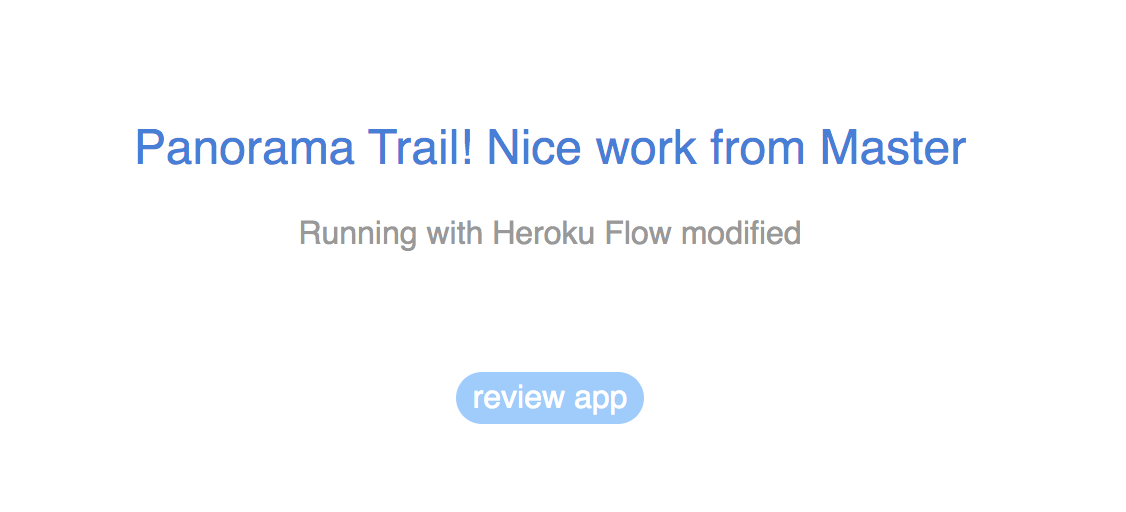 Panorama Trail! Nice work from Master
Running with Heroku Flow modified
review app